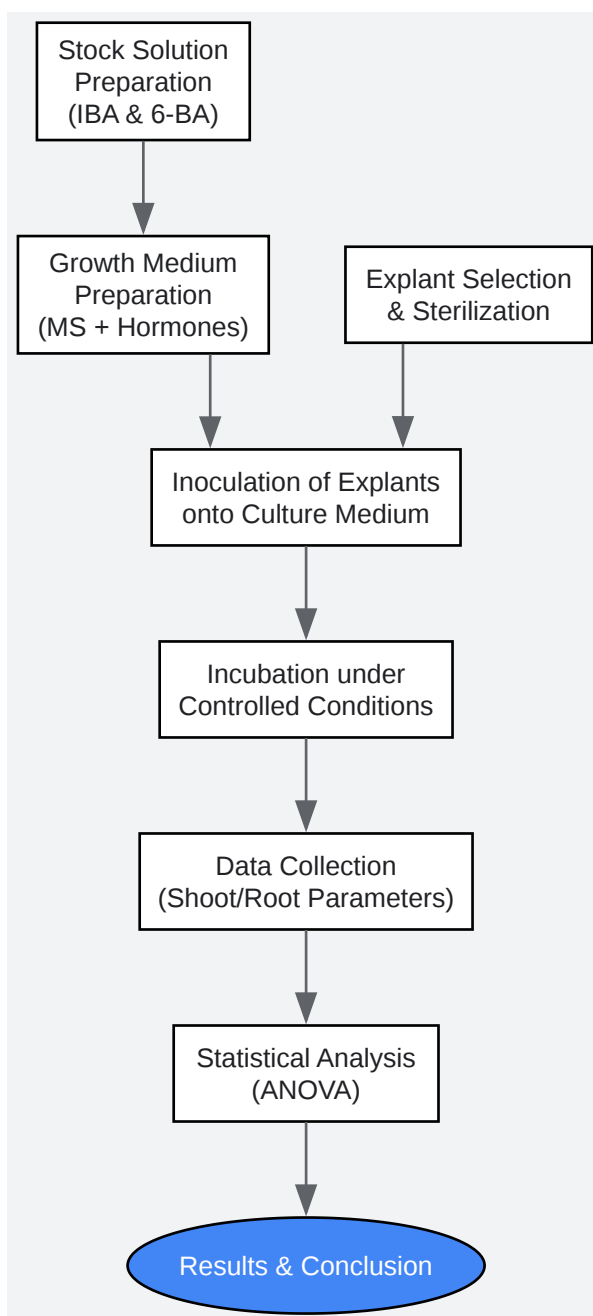 Stock Solution
Preparation
(IBA & 6-BA)
Growth Medium
Preparation
(MS + Hormones)
Explant Selection
& Sterilization
Inoculation of Explants
onto Culture Medium
Incubation under
Controlled Conditions
Data Collection
(Shoot/Root Parameters)
Statistical Analysis
(ANOVA)
Results & Conclusion